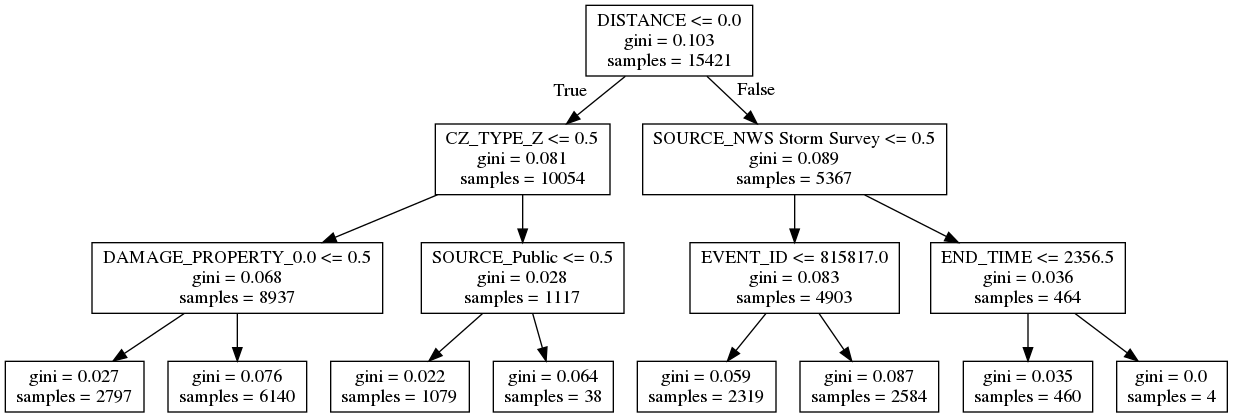 DISTANCE <= 0.0
gini = 0.103
samples = 15421
True
False
CZ_TYPE_Z <= 0.5
gini = 0.081
samples = 10054
SOURCE_NWS Storm Survey <= 0.5
gini = 0.089
samples = 5367
DAMAGE_PROPERTY_0.0 <= 0.5
gini = 0.068
samples = 8937
SOURCE_Public <= 0.5
gini = 0.028
samples = 1117
EVENT_ID <= 815817.0
gini = 0.083
samples = 4903
END_TIME <= 2356.5
gini = 0.036
samples = 464
gini = 0.027
samples = 2797
gini = 0.076
samples = 6140
gini = 0.022
samples = 1079
gini = 0.064
samples = 38
gini = 0.059
samples = 2319
gini = 0.087
samples = 2584
gini = 0.035
samples = 460
gini = 0.0
samples = 4